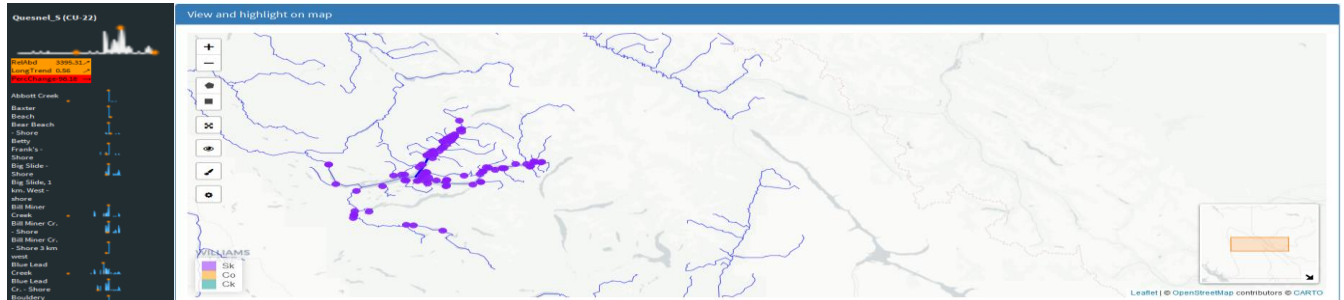 Quesnel_S (CU-22)
RelAbd 3395.31
LongTrend 0.56
PercChange
Abbott Creek
Baxter
Beach
Bear Beach
- Shore
Betty
Frank's -
Shore
Big Slide -
Shore
Big Slide, 1
km. West -
shore
Bill Miner
Creek
Bill Miner Cr.
- Shore
Bill Miner Cr.
- Shore 3 km
west
Blue Lead
Creek
Blue Lead
Cr. - Shore
Bouldery
View and highlight on map
+
−
WILLIAMS
Sk
Co
Ck
Leaflet | © OpenStreetMap contributors © CARTO